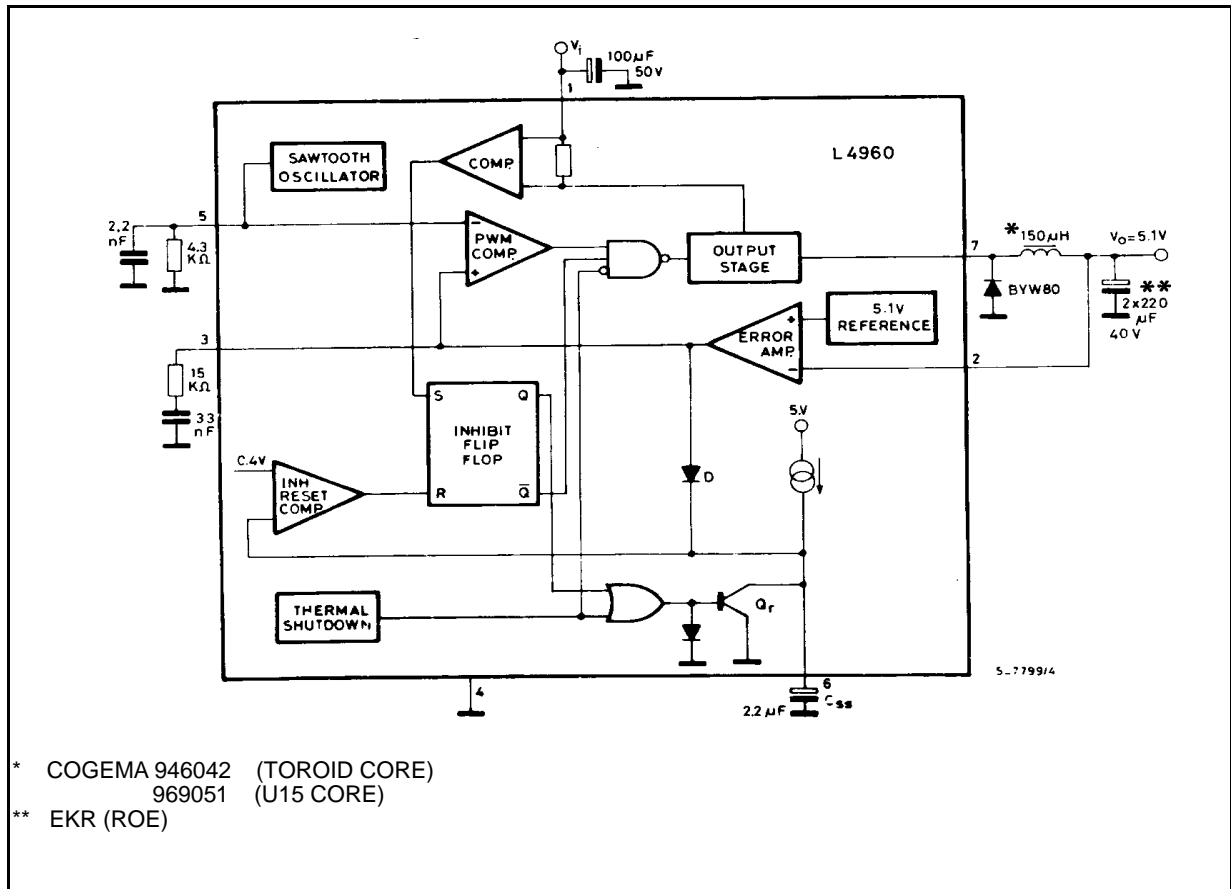 Vi
100µF
50V
1
L4960
SAWTOOTH
OSCILLATOR
COMP.
5
2.2
nF
4.3
KΩ
−
PWM
COMP.
+
OUTPUT
STAGE
7
*
150µH
Vo=5.1V
BYW80
**
2x220
µF
40V
5.1V
REFERENCE
+
ERROR
AMP.
−
2
3
15
KΩ
33
nF
S
Q
INHIBIT
FLIP
FLOP
R
Q̄
5V
D
C.4V
INH
RESET
COMP
THERMAL
SHUTDOWN
Qr
4
6
Css
2.2µF
S-7799/4
* COGEMA 946042 (TOROID CORE)
969051 (U15 CORE)
** EKR (ROE)